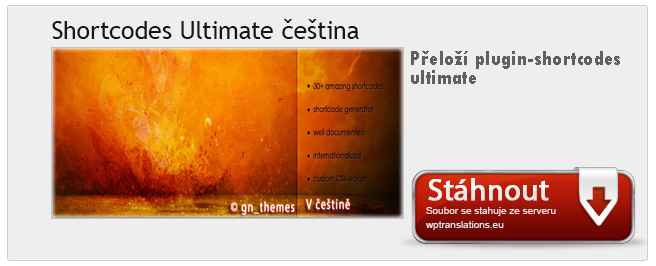 Shortcodes Ultimate čeština
Přeloží plugin-shortcodes
ultimate
30+ amazing shortcodes
shortcode generator
well documented
internationalized
custom CSS editor
© gn_themes
V češtině
Stáhnout
Soubor se stahuje ze serveru
wptranslations.eu